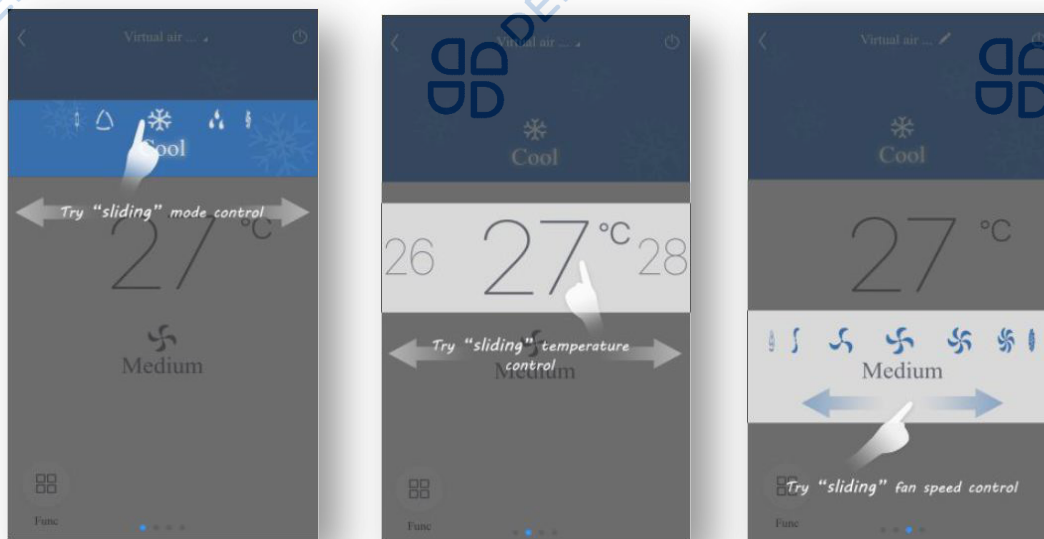 Virtual air ...
Cool
Try "sliding" mode control
27 °C
Medium
Func
Virtual air ...
Cool
26 27 °C 28
Try "sliding" temperature
control
Medium
Func
Virtual air ...
Cool
27 °C
Medium
Try "sliding" fan speed control
Func